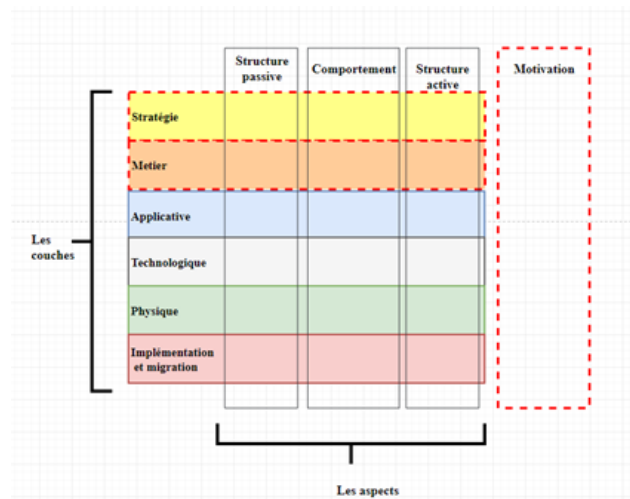 Structure
passive
Comportement
Structure
active
Motivation
Stratégie
Metier
Applicative
Les
couches
Technologique
Physique
Implémentation
et migration
Les aspects